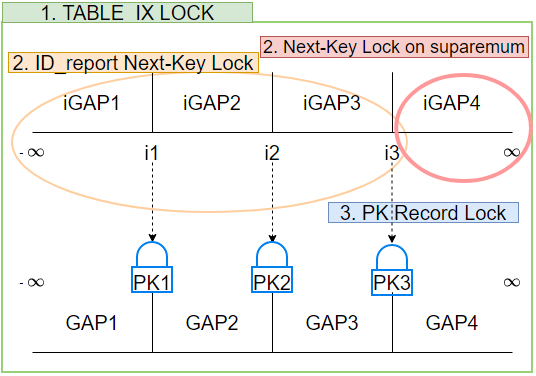 1. TABLE IX LOCK
2. Next-Key Lock on suparemum
2. ID_report Next-Key Lock
iGAP1 iGAP2 iGAP3 iGAP4
- ∞ i1 i2 i3 ∞
3. PK Record Lock
- ∞ PK1 PK2 PK3 ∞
GAP1 GAP2 GAP3 GAP4